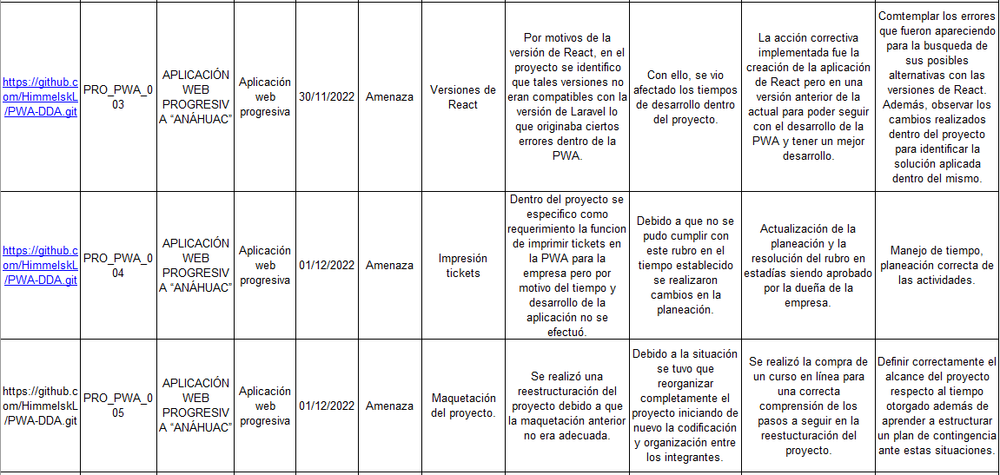 https://github.c
om/HimmelskL
/PWA-DDA.git
PRO_PWA_0
03
APLICACIÓN
WEB
PROGRESIV
A “ANÁHUAC”
Aplicación
web
progresiva
30/11/2022
Amenaza
Versiones de
React
Por motivos de la
versión de React, en el
proyecto se identifico
que tales versiones no
eran compatibles con la
versión de Laravel lo
que originaba ciertos
errores dentro de la
PWA.
Con ello, se vio
afectado los tiempos
de desarrollo dentro
del proyecto.
La acción correctiva
implementada fue la
creación de la aplicación
de React pero en una
versión anterior de la
actual para poder seguir
con el desarrollo de la
PWA y tener un mejor
desarrollo.
Comtemplar los errores
que fueron apareciendo
para la busqueda de
sus posibles
alternativas con las
versiones de React.
Además, observar los
cambios realizados
dentro del proyecto
para identificar la
solución aplicada
dentro del mismo.
https://github.c
om/HimmelskL
/PWA-DDA.git
PRO_PWA_0
04
APLICACIÓN
WEB
PROGRESIV
A “ANÁHUAC”
Aplicación
web
progresiva
01/12/2022
Amenaza
Impresión
tickets
Dentro del proyecto se
especifico como
requerimiento la funcion
de imprimir tickets en
la PWA para la
empresa pero por
motivo del tiempo y
desarrollo de la
aplicación no se
efectuó.
Debido a que no se
pudo cumplir con
este rubro en el
tiempo establecido
se realizaron
cambios en la
planeación.
Actualización de la
planeación y la
resolución del rubro en
estadías siendo aprobado
por la dueña de la
empresa.
Manejo de tiempo,
planeación correcta de
las actividades.
https://github.c
om/HimmelskL
/PWA-DDA.git
PRO_PWA_0
05
APLICACIÓN
WEB
PROGRESIV
A “ANÁHUAC”
Aplicación
web
progresiva
01/12/2022
Amenaza
Maquetación
del proyecto.
Se realizó una
reestructuración del
proyecto debido a que
la maquetación anterior
no era adecuada.
Debido a la situación
se tuvo que
reorganizar
completamente el
proyecto iniciando de
nuevo la codificación
y organización entre
los integrantes.
Se realizó la compra de
un curso en línea para
una correcta
comprensión de los
pasos a seguir en la
reestucturación del
proyecto.
Definir correctamente el
alcance del proyecto
respecto al tiempo
otorgado además de
aprender a estructurar
un plan de contingencia
ante estas situaciones.